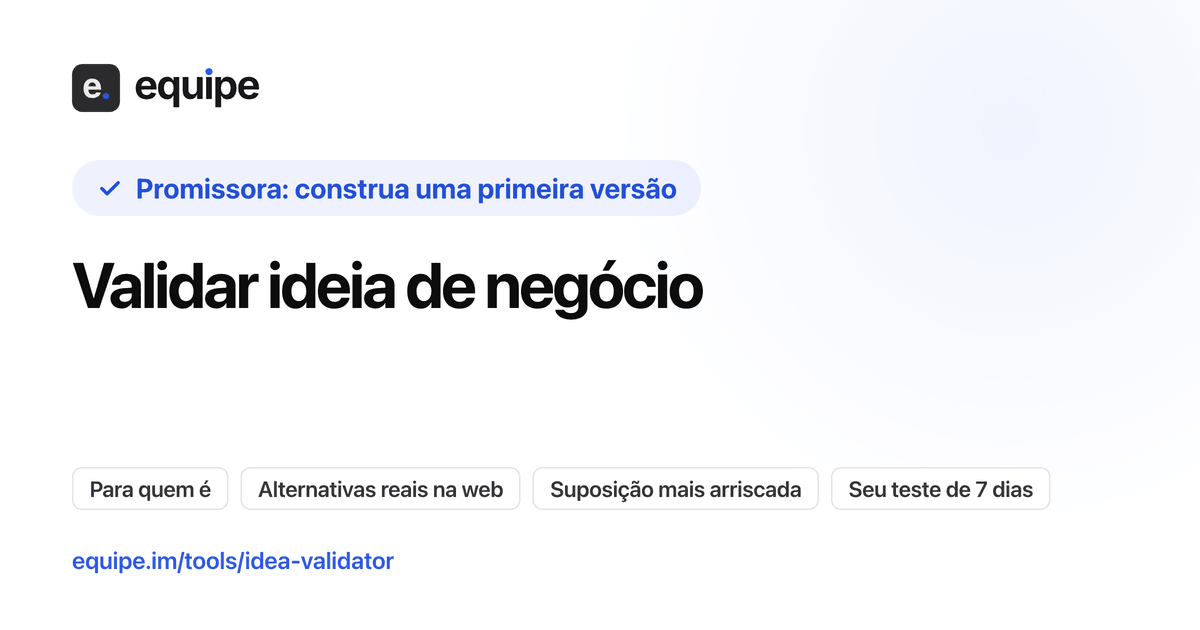 e.
equipe
Promissora: construa uma primeira versão
Validar ideia de negócio
Para quem é
Alternativas reais na web
Suposição mais arriscada
Seu teste de 7 dias
equipe.im/tools/idea-validator